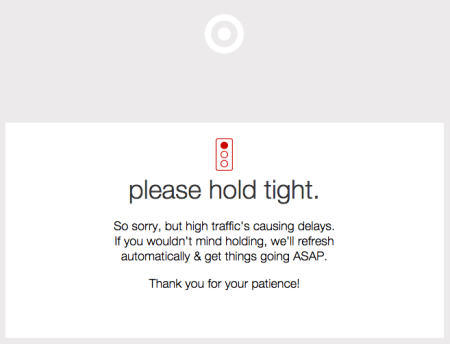 please hold tight.
So sorry, but high traffic's causing delays.
If you wouldn't mind holding, we'll refresh
automatically & get things going ASAP.
Thank you for your patience!